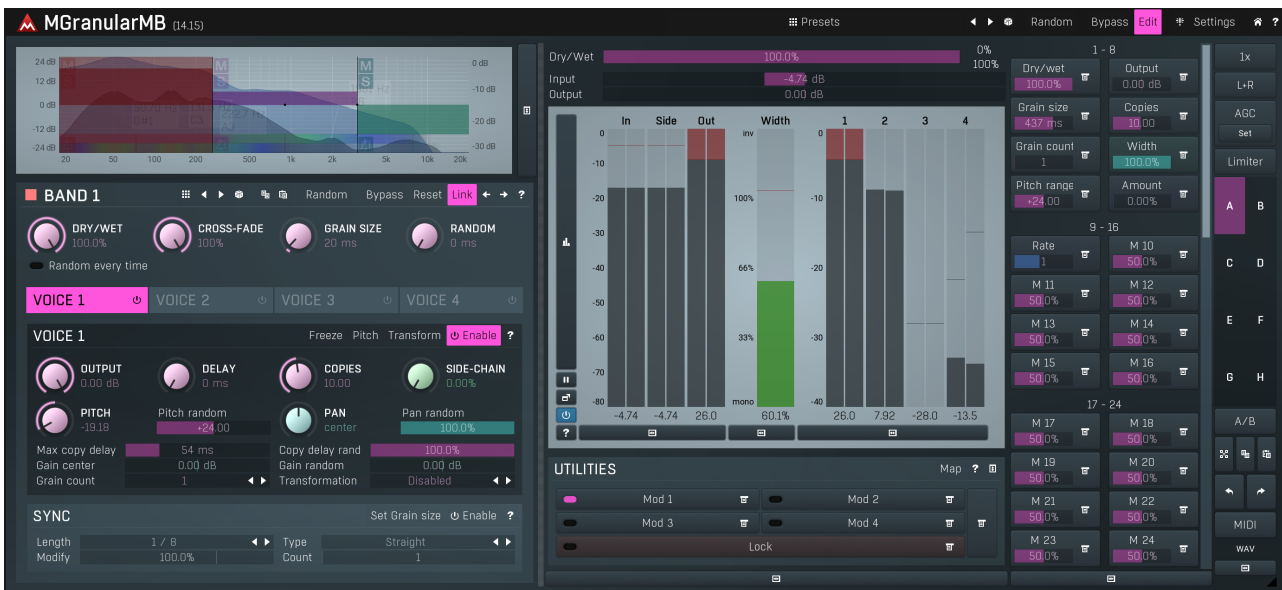 MGranularMB (14.15)
Presets
Random Bypass Edit Settings ?
24 dB
12 dB
0 dB
-12 dB
-24 dB
M S M S M S
0 dB
-10 dB
-20 dB
-30 dB
20 50 100 200 500 1k 2k 5k 10k 20k
BAND 1
Random Bypass Reset Link ?
DRY/WET 100.0%
CROSS-FADE 100%
GRAIN SIZE 20 ms
RANDOM 0 ms
Random every time
VOICE 1 VOICE 2 VOICE 3 VOICE 4
VOICE 1
Freeze Pitch Transform Enable ?
OUTPUT 0.00 dB
DELAY 0 ms
COPIES 10.00
SIDE-CHAIN 0.00%
PITCH -19.18
Pitch random +24.00
PAN center
Pan random 100.0%
Max copy delay 54 ms Copy delay rand 100.0%
Gain center 0.00 dB Gain random 0.00 dB
Grain count 1 Transformation Disabled
SYNC
Set Grain size Enable ?
Length 1 / 8 Type Straight
Modify 100.0% Count 1
Dry/Wet 100.0% 0% 100%
Input -4.74 dB
Output 0.00 dB
In Side Out Width 1 2 3 4
0
-10
-20
-30
-40
-50
-60
-70
-80
inv
100%
66%
33%
mono
0
-10
-20
-30
-40
-4.74 -4.74 26.0 60.1% 26.0 7.92 -28.0 -13.5
?
UTILITIES
Map ?
Mod 1 Mod 2
Mod 3 Mod 4
Lock
1 - 8
Dry/wet 100.0% Output 0.00 dB
Grain size 437 ms Copies 10.00
Grain count 1 Width 100.0%
Pitch range +24.00 Amount 0.00%
9 - 16
Rate 1 M 10 50.0%
M 11 50.0% M 12 50.0%
M 13 50.0% M 14 50.0%
M 15 50.0% M 16 50.0%
17 - 24
M 17 50.0% M 18 50.0%
M 19 50.0% M 20 50.0%
M 21 50.0% M 22 50.0%
M 23 50.0% M 24 50.0%
1x
L+R
AGC
Set
Limiter
A B
C D
E F
G H
A/B
MIDI
WAV